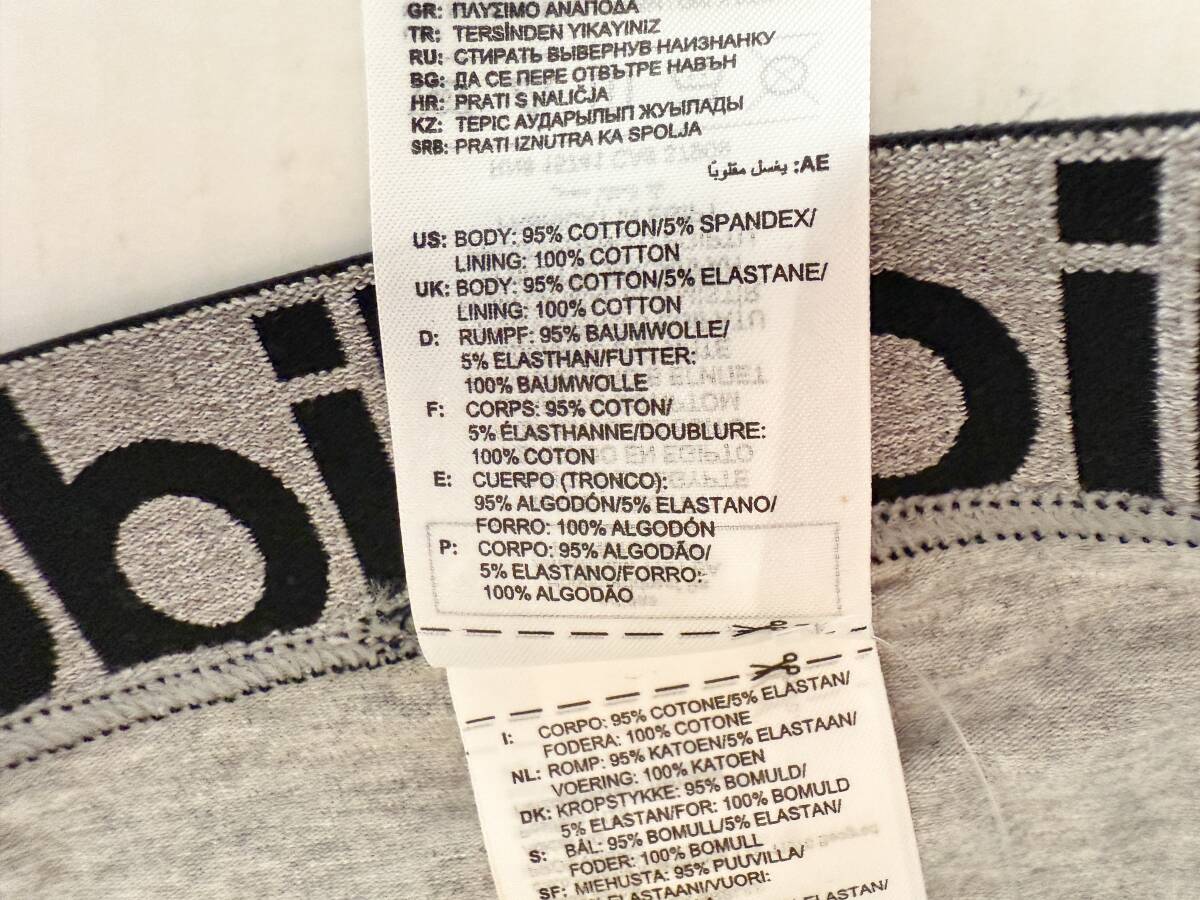 GR: ΠΛΥΣΙΜΟ ΑΝΑΠΟΔΑ
TR: TERSİNDEN YIKAYINIZ
RU: СТИРАТЬ ВЫВЕРНУВ НАИЗНАНКУ
BG: ДА СЕ ПЕРЕ ОТВЪТРЕ НАВЪН
HR: PRATI S NALIČJA
KZ: ТЕРІС АУДАРЫЛЫП ЖУЫЛАДЫ
SRB: PRATI IZNUTRA KA SPOLJA
AE: يغسل مقلوبًا
US: BODY: 95% COTTON/5% SPANDEX/
LINING: 100% COTTON
UK: BODY: 95% COTTON/5% ELASTANE/
LINING: 100% COTTON
D: RUMPF: 95% BAUMWOLLE/
5% ELASTHAN/FUTTER:
100% BAUMWOLLE
F: CORPS: 95% COTON/
5% ÉLASTHANNE/DOUBLURE:
100% COTON
E: CUERPO (TRONCO):
95% ALGODÓN/5% ELASTANO/
FORRO: 100% ALGODÓN
P: CORPO: 95% ALGODÃO/
5% ELASTANO/FORRO:
100% ALGODÃO
I: CORPO: 95% COTONE/5% ELASTAN/
FODERA: 100% COTONE
NL: ROMP: 95% KATOEN/5% ELASTAAN/
VOERING: 100% KATOEN
DK: KROPSTYKKE: 95% BOMULD/
5% ELASTAN/FOR: 100% BOMULD
S: BÅL: 95% BOMULL/5% ELASTAN/
FODER: 100% BOMULL
SF: MIEHUSTA: 95% PUUVILLA/
ELASTAANI/VUORI:
ELASTAN/
bi
bi